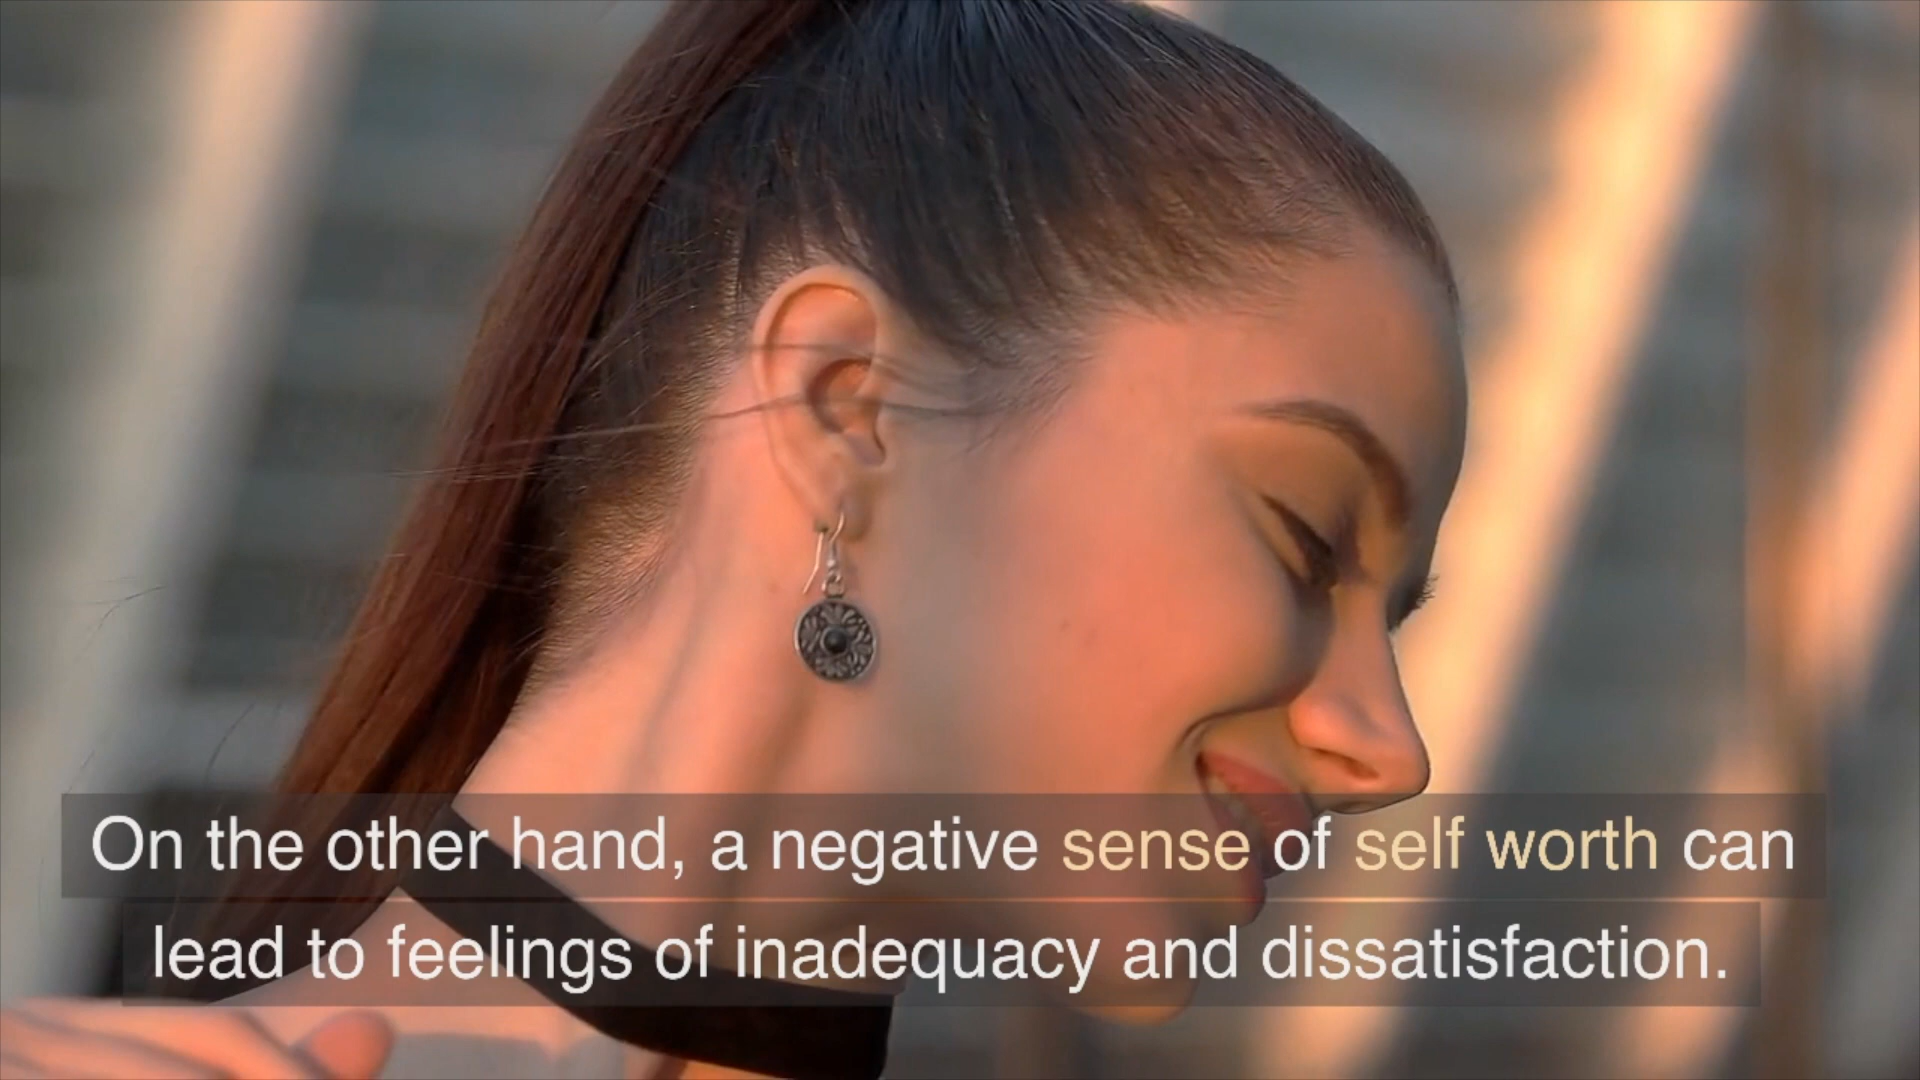 On the other hand, a negative sense of self worth can
lead to feelings of inadequacy and dissatisfaction.